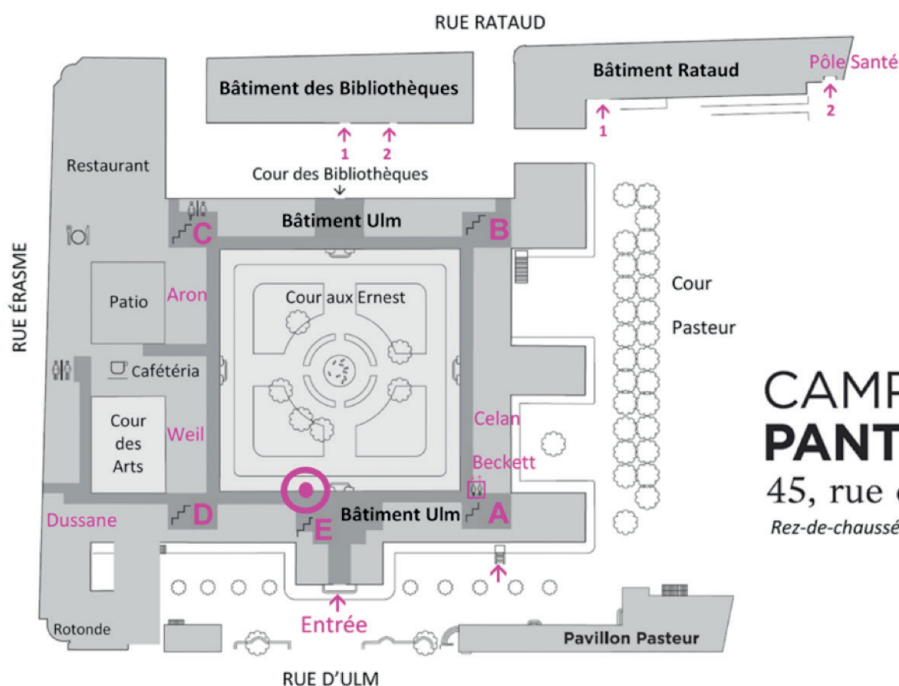 RUE RATAUD
Bâtiment des Bibliothèques
Bâtiment Rataud
Pôle Santé
1
2
1
2
Restaurant
Cour des Bibliothèques
Bâtiment Ulm
C
B
RUE ÉRASME
Patio
Aron
Cour aux Ernest
Cour
Pasteur
Cafétéria
Cour
des
Arts
Weil
Celan
Beckett
Dussane
D
E
Bâtiment Ulm
A
Entrée
Rotonde
Pavillon Pasteur
RUE D'ULM
CAMP
PANT
45, rue
Rez-de-chaussé